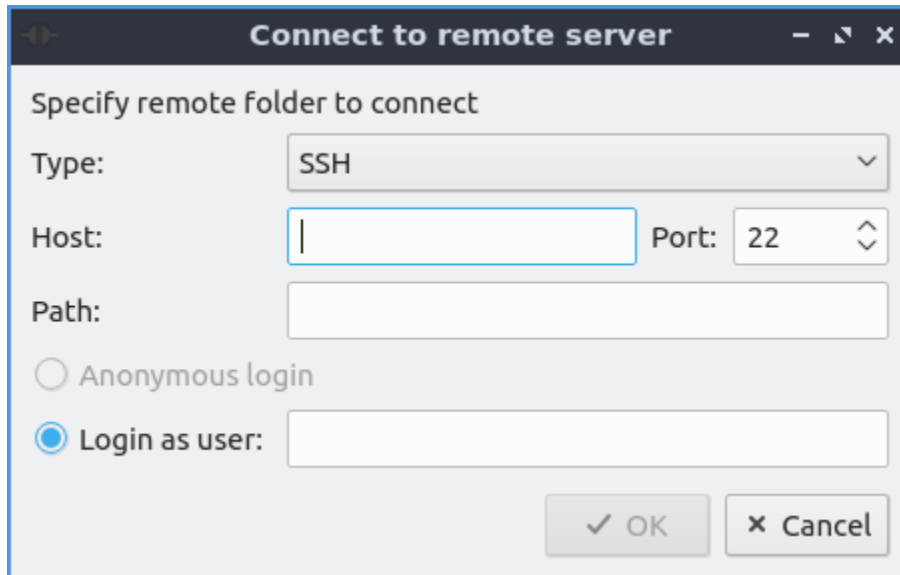 Connect to remote server
Specify remote folder to connect
Type: SSH
Host: Port: 22
Path:
Anonymous login
Login as user:
OK Cancel